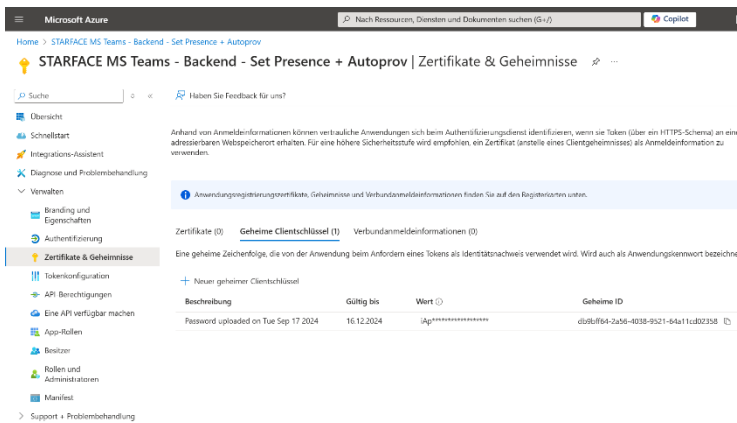 Microsoft Azure
Nach Ressourcen, Diensten und Dokumenten suchen (G+/)
Copilot
Home > STARFACE MS Teams - Backend - Set Presence + Autoprov
STARFACE MS Teams - Backend - Set Presence + Autoprov | Zertifikate & Geheimnisse
Suche
Haben Sie Feedback für uns?
Übersicht
Schnellstart
Integrations-Assistent
Diagnose und Problembehandlung
Verwalten
Branding und
Eigenschaften
Authentifizierung
Zertifikate & Geheimnisse
Tokenkonfiguration
API Berechtigungen
Eine API verfügbar machen
App-Rollen
Besitzer
Rollen und
Administratoren
Manifest
Support + Problembehandlung
Anhand von Anmeldeinformationen können vertrauliche Anwendungen sich beim Authentifizierungsdienst identifizieren, wenn sie Token (über ein HTTPS-Schema) an eine
adressierbaren Webspeicherort erhalten. Für eine höhere Sicherheitsstufe wird empfohlen, ein Zertifikat (anstelle eines Clientgeheimnisses) als Anmeldeinformation zu
verwenden.
Anwendungsregistrierungszertifikate, Geheimnisse und Verbundanmeldeinformationen finden Sie auf den Registerkarten unten.
Zertifikate (0) Geheime Clientschlüssel (1) Verbundanmeldeinformationen (0)
Eine geheime Zeichenfolge, die von der Anwendung beim Anfordern eines Tokens als Identitätsnachweis verwendet wird. Wird auch als Anwendungskennwort bezeichne
Neuer geheimer Clientschlüssel
Beschreibung Gültig bis Wert Geheime ID
Password uploaded on Tue Sep 17 2024 16.12.2024 iAp****************** db9bff64-2a56-4038-9521-64a11cd02358